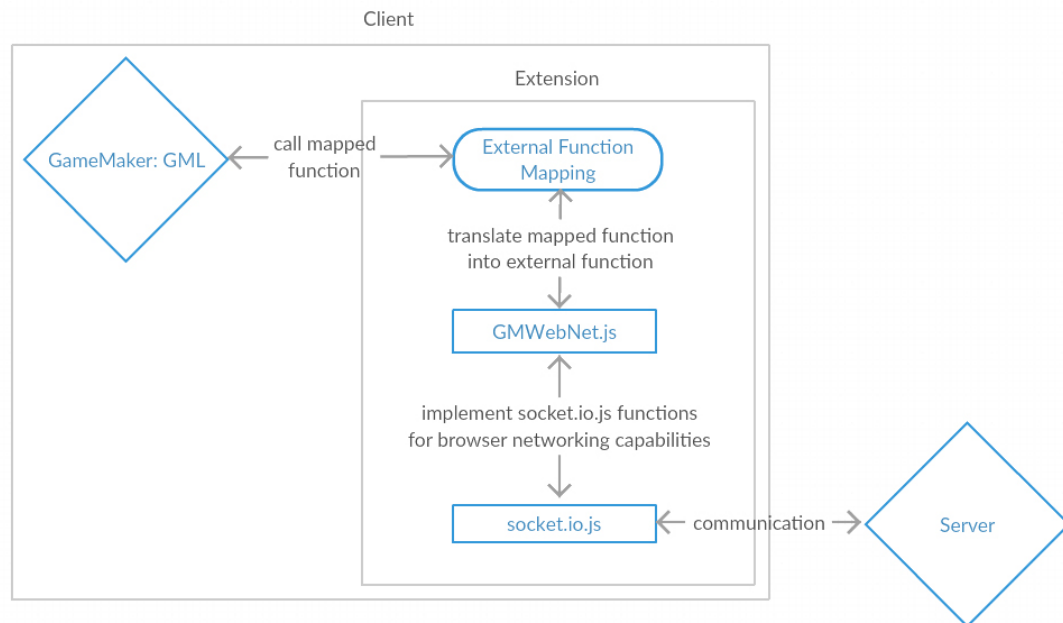 Client
Extension
GameMaker: GML
call mapped
function
External Function
Mapping
translate mapped function
into external function
GMWebNet.js
implement socket.io.js functions
for browser networking capabilities
socket.io.js
communication
Server